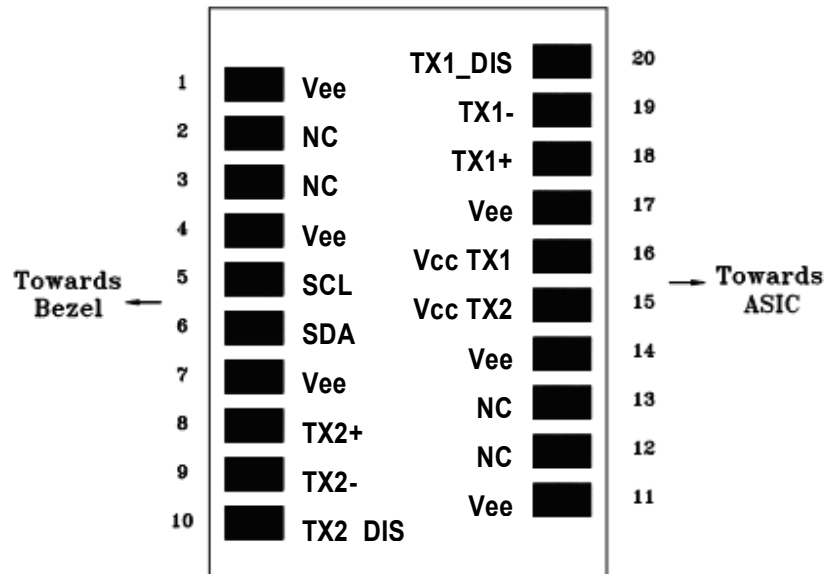 1 Vee
2 NC
3 NC
4 Vee
5 SCL
6 SDA
7 Vee
8 TX2+
9 TX2-
10 TX2 DIS
Towards
Bezel
TX1_DIS 20
TX1- 19
TX1+ 18
Vee 17
Vcc TX1 16
Vcc TX2 15
Vee 14
NC 13
NC 12
Vee 11
Towards
ASIC